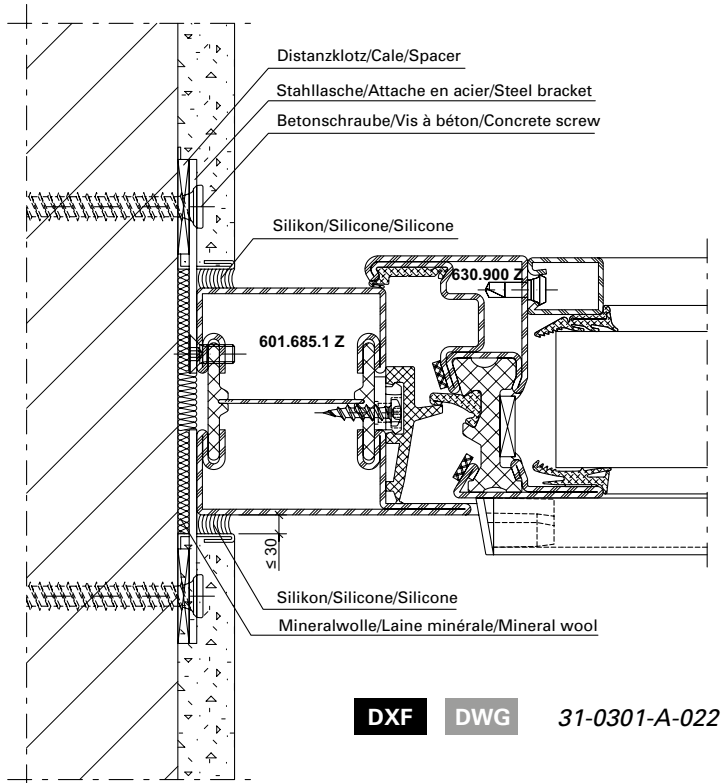 Distanzklotz/Cale/Spacer
Stahllasche/Attache en acier/Steel bracket
Betonschraube/Vis à béton/Concrete screw
Silikon/Silicone/Silicone
630.900 Z
601.685.1 Z
≤ 30
Silikon/Silicone/Silicone
Mineralwolle/Laine minérale/Mineral wool
DXF DWG 31-0301-A-022